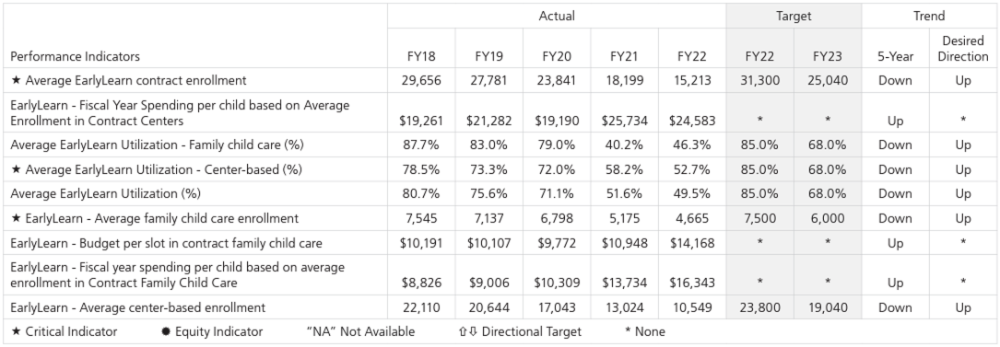 Actual Target Trend
Performance Indicators FY18 FY19 FY20 FY21 FY22 FY22 FY23 5-Year Desired Direction
★ Average EarlyLearn contract enrollment 29,656 27,781 23,841 18,199 15,213 31,300 25,040 Down Up
EarlyLearn - Fiscal Year Spending per child based on Average
Enrollment in Contract Centers $19,261 $21,282 $19,190 $25,734 $24,583 * * Up *
Average EarlyLearn Utilization - Family child care (%) 87.7% 83.0% 79.0% 40.2% 46.3% 85.0% 68.0% Down Up
★ Average EarlyLearn Utilization - Center-based (%) 78.5% 73.3% 72.0% 58.2% 52.7% 85.0% 68.0% Down Up
Average EarlyLearn Utilization (%) 80.7% 75.6% 71.1% 51.6% 49.5% 85.0% 68.0% Down Up
★ EarlyLearn - Average family child care enrollment 7,545 7,137 6,798 5,175 4,665 7,500 6,000 Down Up
EarlyLearn - Budget per slot in contract family child care $10,191 $10,107 $9,772 $10,948 $14,168 * * Up *
EarlyLearn - Fiscal year spending per child based on average
enrollment in Contract Family Child Care $8,826 $9,006 $10,309 $13,734 $16,343 * * Up *
EarlyLearn - Average center-based enrollment 22,110 20,644 17,043 13,024 10,549 23,800 19,040 Down Up
★ Critical Indicator ● Equity Indicator “NA” Not Available ⇧⇩ Directional Target * None